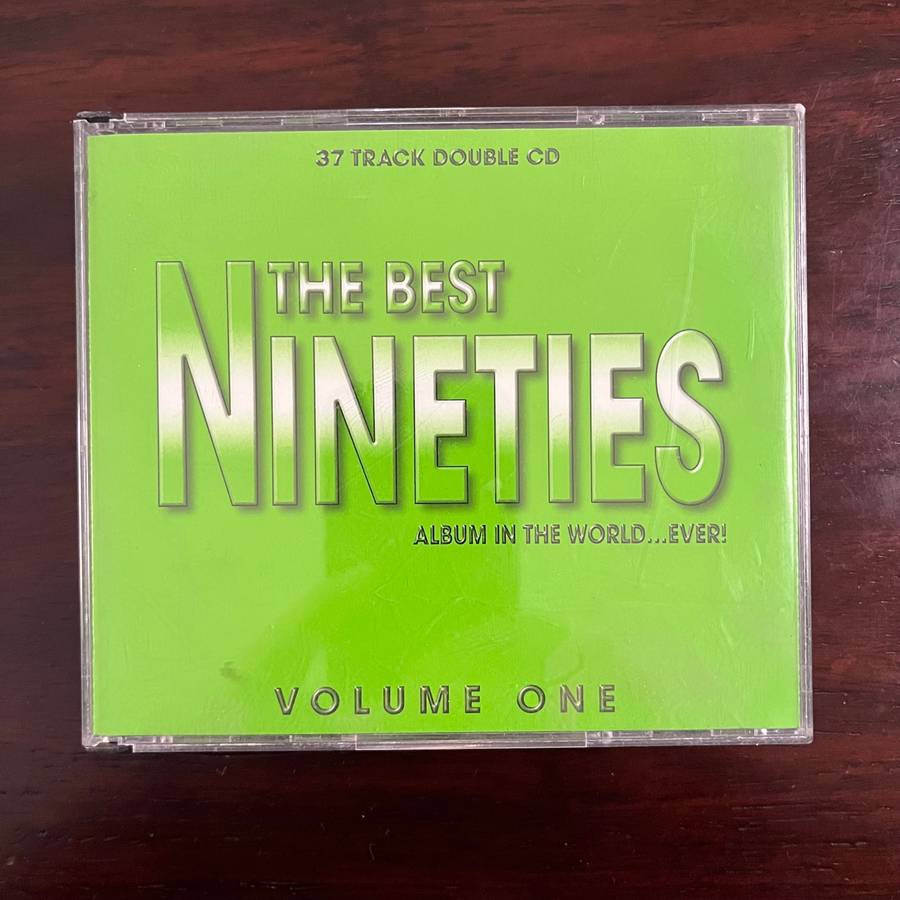 37 TRACK DOUBLE CD
THE BEST
NINETIES
ALBUM IN THE WORLD...EVER!
VOLUME ONE